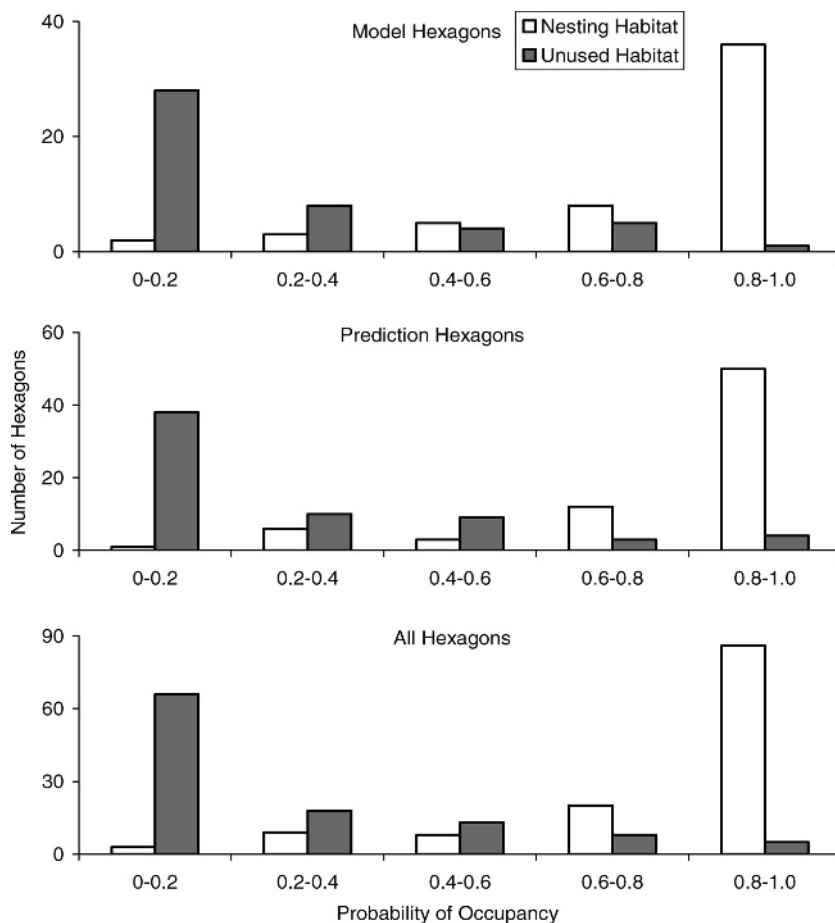 Model Hexagons
Nesting Habitat
Unused Habitat
40
20
0
0-0.2 0.2-0.4 0.4-0.6 0.6-0.8 0.8-1.0
Prediction Hexagons
60
40
20
0
0-0.2 0.2-0.4 0.4-0.6 0.6-0.8 0.8-1.0
Number of Hexagons
All Hexagons
90
60
30
0
0-0.2 0.2-0.4 0.4-0.6 0.6-0.8 0.8-1.0
Probability of Occupancy